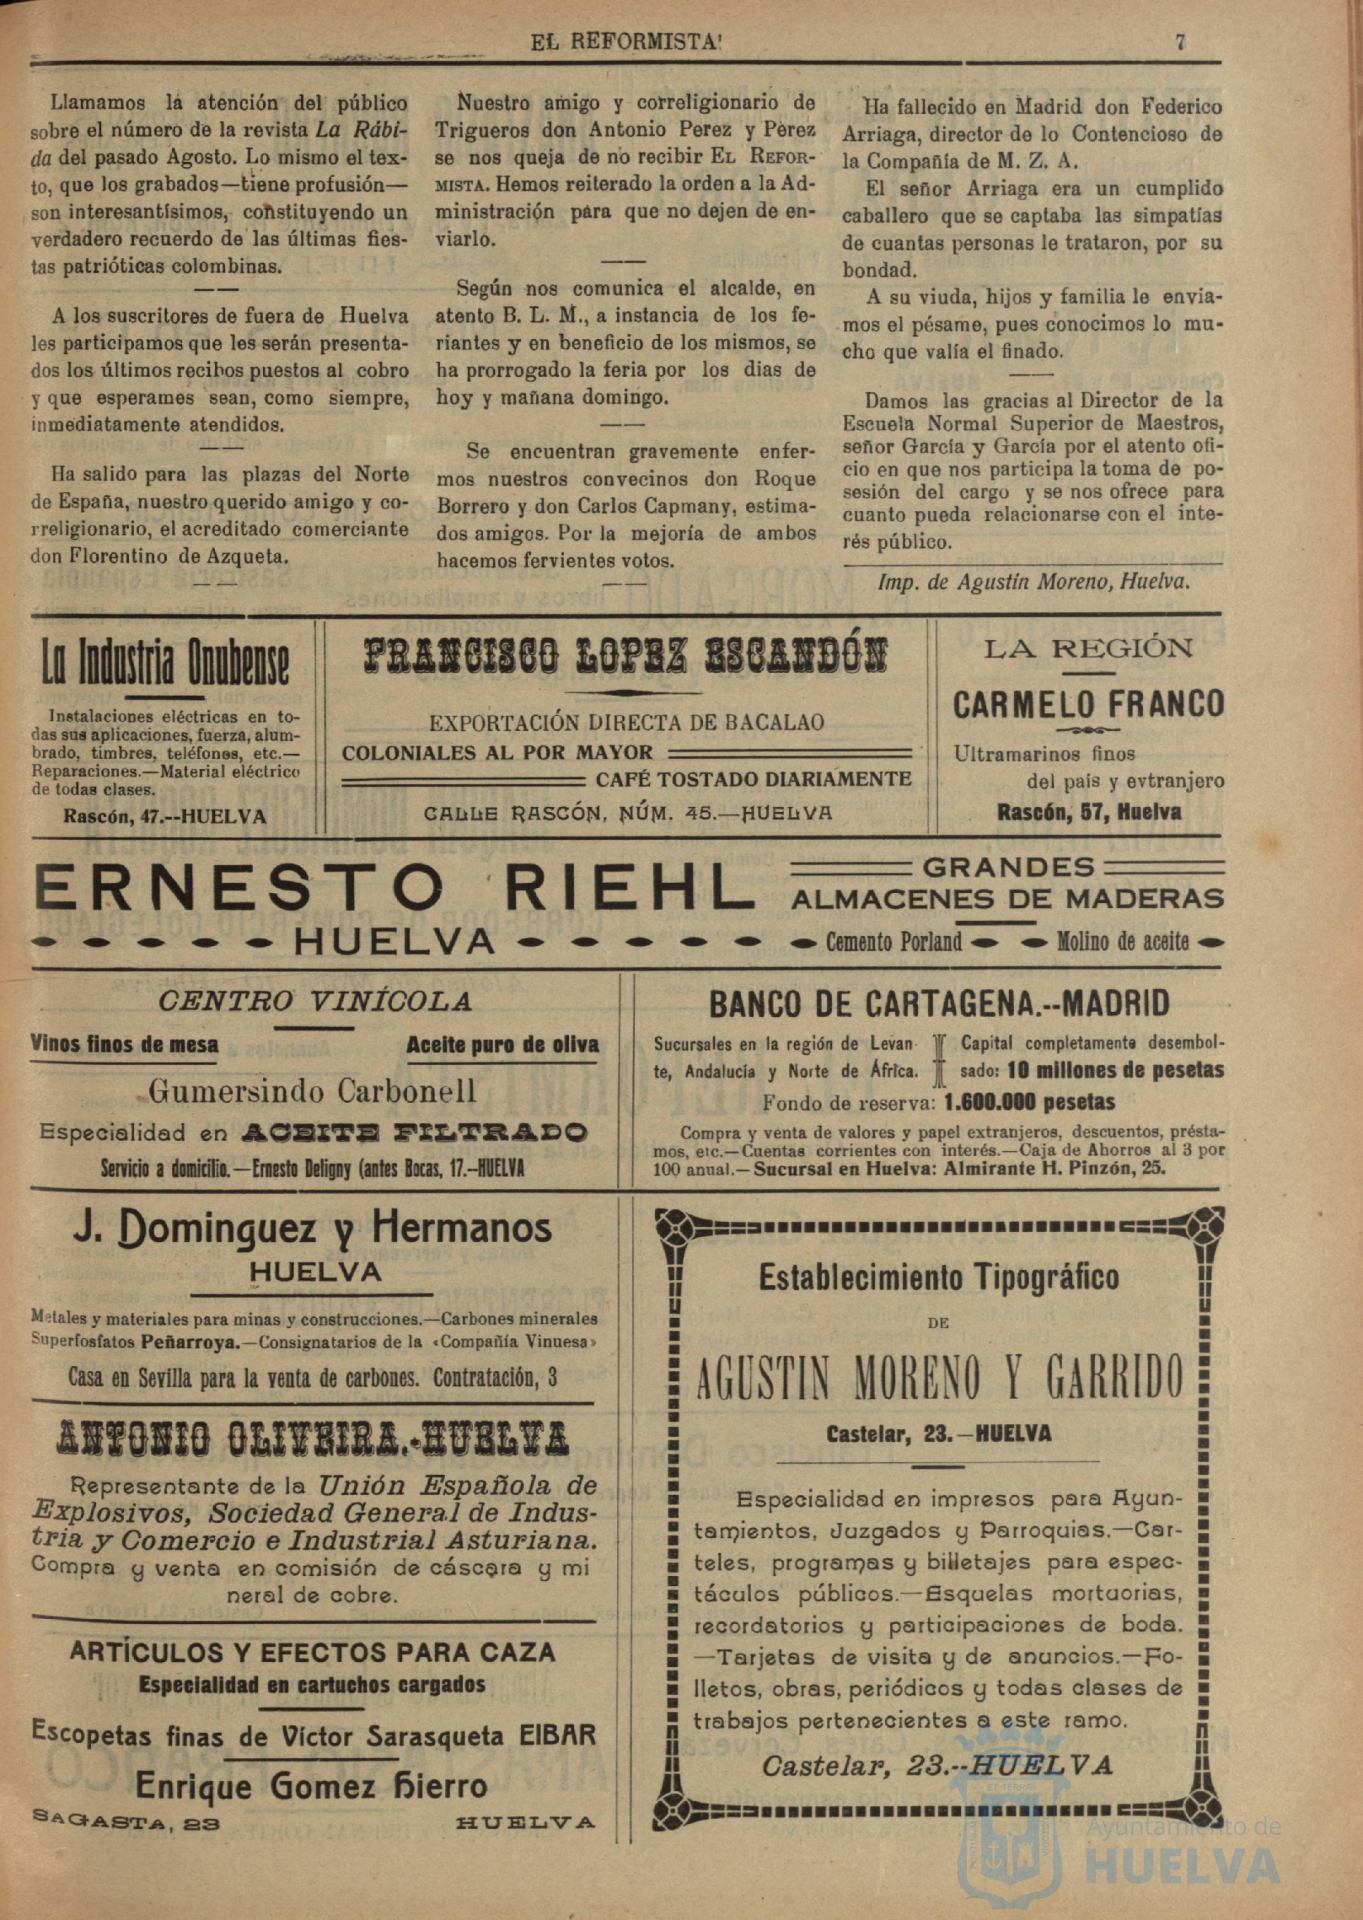 EL REFORMISTA
7
Llamamos la atención del público
sobre el número de la revista La Rábi-
da del pasado Agosto. Lo mismo el tex-
to, que los grabados—tiene profusión—
son interesantísimos, constituyendo un
verdadero recuerdo de las últimas fies-
tas patrióticas colombinas.
A los suscritores de fuera de Huelva
les participamos que les serán presenta-
dos los últimos recibos puestos al cobro
y que esperames sean, como siempre,
inmediatamente atendidos.
Ha salido para las plazas del Norte
de España, nuestro querido amigo y co-
rreligionario, el acreditado comerciante
don Florentino de Azqueta.
Nuestro amigo y correligionario de
Trigueros don Antonio Perez y Pérez
se nos queja de no recibir EL REFOR-
MISTA. Hemos reiterado la orden a la Ad-
ministración para que no dejen de en-
viarlo.
Según nos comunica el alcalde, en
atento B. L. M., a instancia de los fe-
riantes y en beneficio de los mismos, se
ha prorrogado la feria por los dias de
hoy y mañana domingo.
Se encuentran gravemente enfer-
mos nuestros convecinos don Roque
Borrero y don Carlos Capmany, estima-
dos amigos. Por la mejoría de ambos
hacemos fervientes votos.
Ha fallecido en Madrid don Federico
Arriaga, director de lo Contencioso de
la Compañía de M. Z. A.
El señor Arriaga era un cumplido
caballero que se captaba las simpatías
de cuantas personas le trataron, por su
bondad.
A su viuda, hijos y familia le envia-
mos el pésame, pues conocimos lo mu-
cho que valía el finado.
Damos las gracias al Director de la
Escuela Normal Superior de Maestros,
señor García y García por el atento ofi-
cio en que nos participa la toma de po-
sesión del cargo y se nos ofrece para
cuanto pueda relacionarse con el inte-
rés público.
Imp. de Agustín Moreno, Huelva.
La Industria Onubense
Instalaciones eléctricas en to-
das sus aplicaciones, fuerza, alum-
brado, timbres, teléfonos, etc.—
Reparaciones.—Material eléctrico
de todas clases.
Rascón, 47.--HUELVA
FRANCISCO LOPEZ ESCANDÓN
EXPORTACIÓN DIRECTA DE BACALAO
COLONIALES AL POR MAYOR
CAFÉ TOSTADO DIARIAMENTE
CALLE RASCÓN, NÚM. 45.—HUELVA
LA REGIÓN
CARMELO FRANCO
Ultramarinos finos
del país y evtranjero
Rascón, 57, Huelva
ERNESTO RIEHL
HUELVA
GRANDES
ALMACENES DE MADERAS
Cemento Porland
Molino de aceite
CENTRO VINÍCOLA
Vinos finos de mesa
Aceite puro de oliva
Gumersindo Carbonell
Especialidad en ACEITE FILTRADO
Servicio a domicilio.—Ernesto Deligny (antes Bocas, 17.–HUELVA
BANCO DE CARTAGENA.--MADRID
Sucursales en la región de Levan-
te, Andalucía y Norte de África.
Capital completamente desembol-
sado: 10 millones de pesetas
Fondo de reserva: 1.600.000 pesetas
Compra y venta de valores y papel extranjeros, descuentos, présta-
mos, etc.—Cuentas corrientes con interés.—Caja de Ahorros al 3 por
100 anual.—Sucursal en Huelva: Almirante H. Pinzón, 25.
J. Dominguez y Hermanos
HUELVA
Metales y materiales para minas y construcciones.—Carbones minerales
Superfosfatos Peñarroya.—Consignatarios de la «Compañía Vinuesa»
Casa en Sevilla para la venta de carbones. Contratación, 3
ANTONIO OLIVEIRA.-HUELVA
Representante de la Unión Española de
Explosivos, Sociedad General de Indus-
tria y Comercio e Industrial Asturiana.
Compra y venta en comisión de cáscara y mi
neral de cobre.
ARTÍCULOS Y EFECTOS PARA CAZA
Especialidad en cartuchos cargados
Escopetas finas de Víctor Sarasqueta EIBAR
Enrique Gomez Hierro
SAGASTA, 23
HUELVA
Establecimiento Tipográfico
DE
AGUSTIN MORENO Y GARRIDO
Castelar, 23.—HUELVA
Especialidad en impresos para Ayun-
tamientos, Juzgados y Parroquias.—Car-
teles, programas y billetajes para espec-
táculos públicos.—Esquelas mortuorias,
recordatorios y participaciones de boda.
—Tarjetas de visita y de anuncios.—Fo-
lletos, obras, periódicos y todas clases de
trabajos pertenecientes a este ramo.
Castelar, 23.--HUELVA
Ayuntamiento de
HUELVA